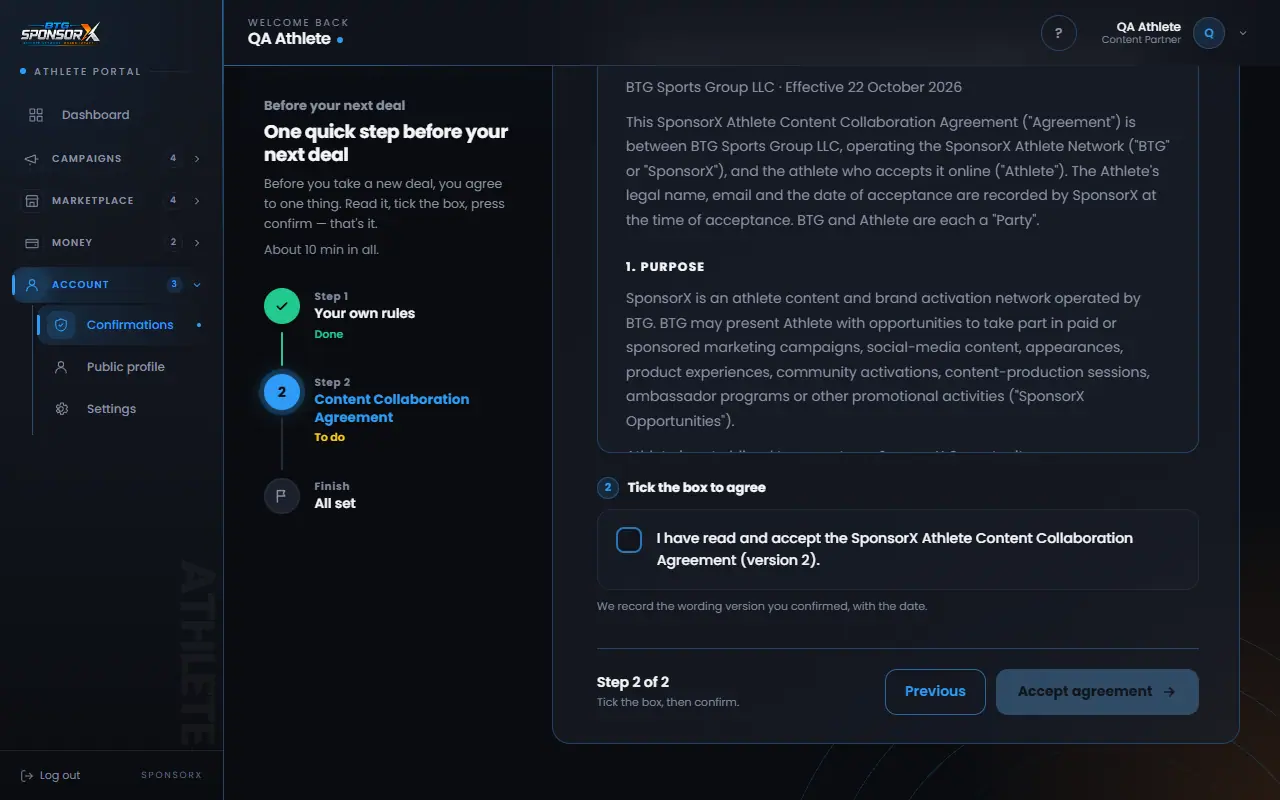 BTG
SPONSORX
ATHLETE PORTAL
Dashboard
CAMPAIGNS 4
MARKETPLACE 4
MONEY 2
ACCOUNT 3
Confirmations
Public profile
Settings
ATHLETE
Log out
SPONSORX
WELCOME BACK
QA Athlete
?
QA Athlete
Content Partner
Q
Before your next deal
One quick step before your
next deal
Before you take a new deal, you agree
to one thing. Read it, tick the box, press
confirm — that's it.
About 10 min in all.
Step 1
Your own rules
Done
2
Step 2
Content Collaboration
Agreement
To do
Finish
All set
BTG Sports Group LLC · Effective 22 October 2026
This SponsorX Athlete Content Collaboration Agreement ("Agreement") is
between BTG Sports Group LLC, operating the SponsorX Athlete Network ("BTG"
or "SponsorX"), and the athlete who accepts it online ("Athlete"). The Athlete's
legal name, email and the date of acceptance are recorded by SponsorX at
the time of acceptance. BTG and Athlete are each a "Party".
1. PURPOSE
SponsorX is an athlete content and brand activation network operated by
BTG. BTG may present Athlete with opportunities to take part in paid or
sponsored marketing campaigns, social-media content, appearances,
product experiences, community activations, content-production sessions,
ambassador programs or other promotional activities ("SponsorX
Opportunities").
2 Tick the box to agree
I have read and accept the SponsorX Athlete Content Collaboration
Agreement (version 2).
We record the wording version you confirmed, with the date.
Step 2 of 2
Tick the box, then confirm.
Previous
Accept agreement →